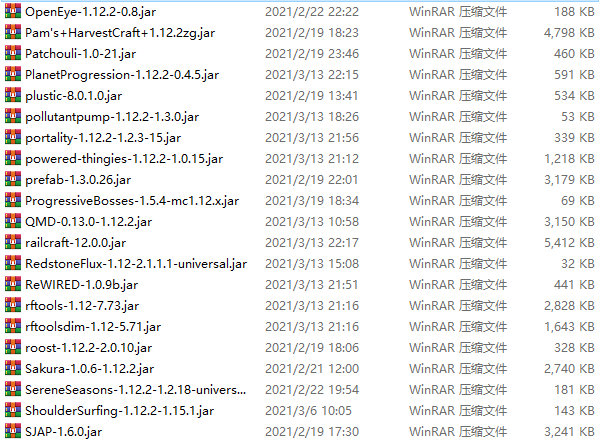 OpenEye-1.12.2-0.8.jar 2021/2/22 22:22 WinRAR 压缩文件 188 KB
Pam's+HarvestCraft+1.12.2zg.jar 2021/2/19 18:23 WinRAR 压缩文件 4,798 KB
Patchouli-1.0-21.jar 2021/2/19 23:46 WinRAR 压缩文件 460 KB
PlanetProgression-1.12.2-0.4.5.jar 2021/3/13 22:15 WinRAR 压缩文件 591 KB
plustic-8.0.1.0.jar 2021/2/19 13:41 WinRAR 压缩文件 534 KB
pollutantpump-1.12.2-1.3.0.jar 2021/3/13 18:26 WinRAR 压缩文件 53 KB
portality-1.12.2-1.2.3-15.jar 2021/3/13 21:56 WinRAR 压缩文件 339 KB
powered-thingies-1.12.2-1.0.15.jar 2021/3/13 21:12 WinRAR 压缩文件 1,218 KB
prefab-1.3.0.26.jar 2021/2/19 22:01 WinRAR 压缩文件 3,179 KB
ProgressiveBosses-1.5.4-mc1.12.x.jar 2021/3/19 18:34 WinRAR 压缩文件 69 KB
QMD-0.13.0-1.12.2.jar 2021/3/13 10:58 WinRAR 压缩文件 3,150 KB
railcraft-12.0.0.jar 2021/3/13 22:17 WinRAR 压缩文件 5,412 KB
RedstoneFlux-1.12-2.1.1.1-universal.jar 2021/3/13 15:08 WinRAR 压缩文件 32 KB
ReWIRED-1.0.9b.jar 2021/3/13 21:51 WinRAR 压缩文件 441 KB
rftools-1.12-7.73.jar 2021/3/13 21:16 WinRAR 压缩文件 2,828 KB
rftoolsdim-1.12-5.71.jar 2021/3/13 21:16 WinRAR 压缩文件 1,643 KB
roost-1.12.2-2.0.10.jar 2021/2/19 18:06 WinRAR 压缩文件 328 KB
Sakura-1.0.6-1.12.2.jar 2021/2/21 12:00 WinRAR 压缩文件 2,740 KB
SereneSeasons-1.12.2-1.2.18-univers... 2021/2/22 19:54 WinRAR 压缩文件 181 KB
ShoulderSurfing-1.12.2-1.15.1.jar 2021/3/6 10:05 WinRAR 压缩文件 143 KB
SJAP-1.6.0.jar 2021/2/19 17:30 WinRAR 压缩文件 3,241 KB